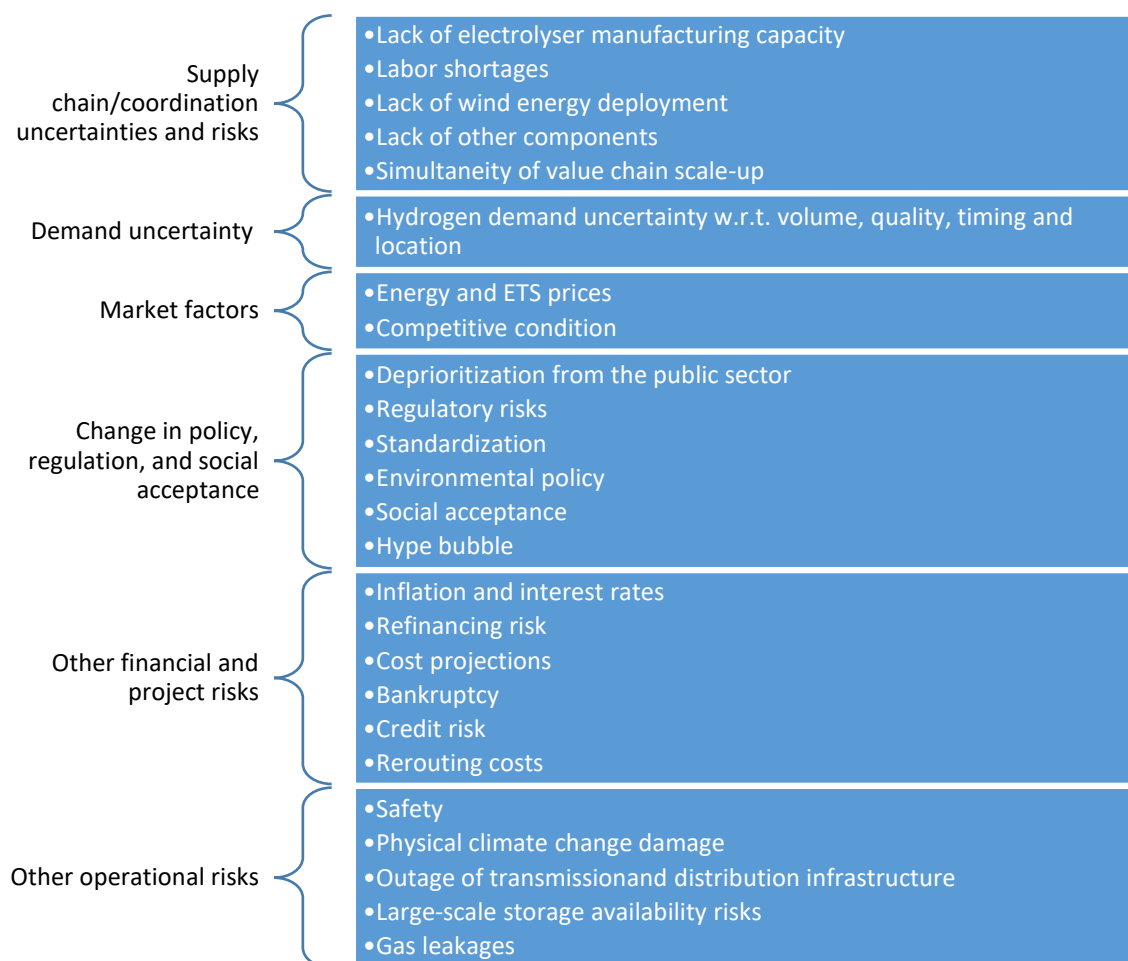 Supply
chain/coordination
uncertainties and risks
•Lack of electrolyser manufacturing capacity
•Labor shortages
•Lack of wind energy deployment
•Lack of other components
•Simultaneity of value chain scale-up
Demand uncertainty
•Hydrogen demand uncertainty w.r.t. volume, quality, timing and
location
Market factors
•Energy and ETS prices
•Competitive condition
Change in policy,
regulation, and social
acceptance
•Deprioritization from the public sector
•Regulatory risks
•Standardization
•Environmental policy
•Social acceptance
•Hype bubble
Other financial and
project risks
•Inflation and interest rates
•Refinancing risk
•Cost projections
•Bankruptcy
•Credit risk
•Rerouting costs
Other operational risks
•Safety
•Physical climate change damage
•Outage of transmissionand distribution infrastructure
•Large-scale storage availability risks
•Gas leakages